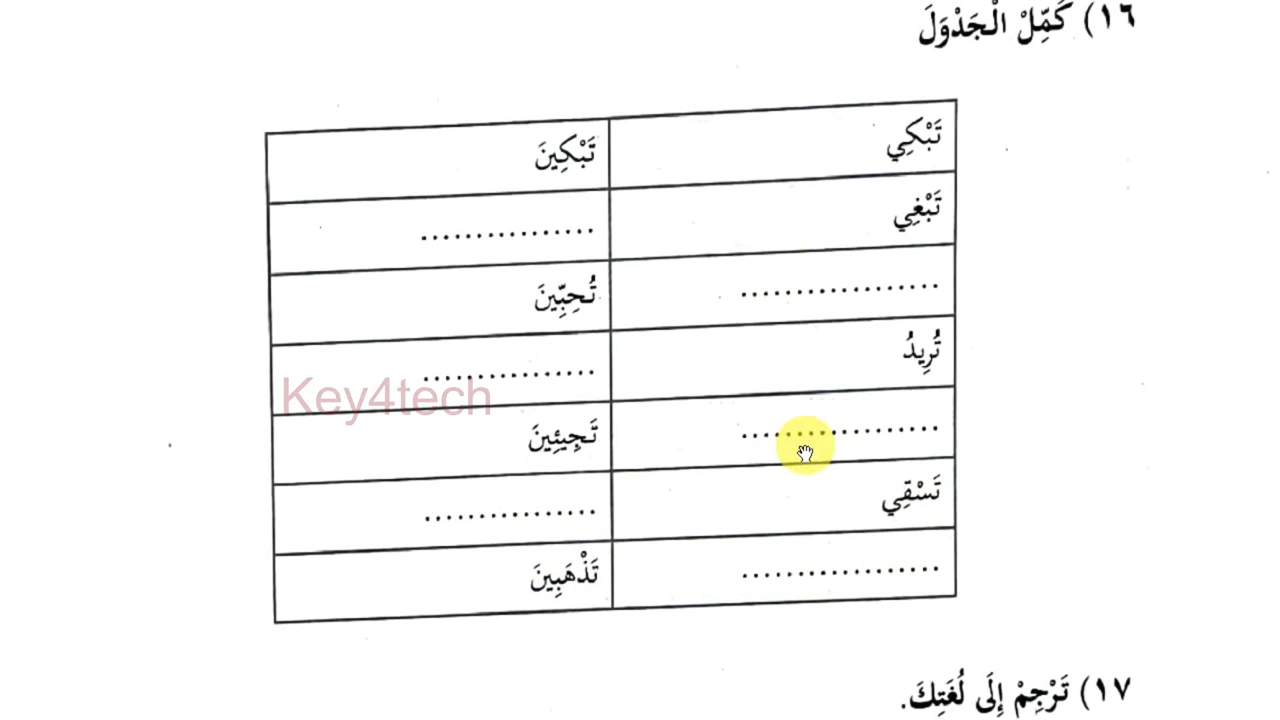 ١٦) كَمِّلْ الْجَدْوَلَ
تَبْكِي تَبْكِينَ
تَبْغِي ................
.................. تُحِبِّينَ
تُرِيدُ ................
Key4tech
.................. تَجِيئِينَ
تَسْقِي ................
.................. تَذْهَبِينَ
١٧) تَرْجِمْ إِلَى لُغَتِكَ.